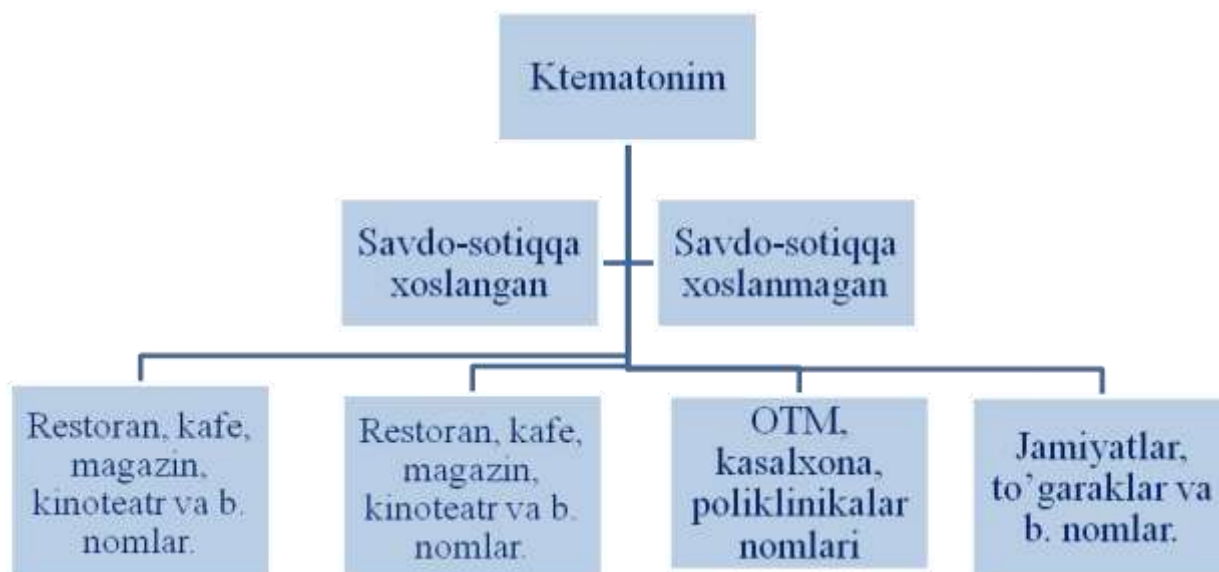 Ktematonim
Savdo-sotiqqa
xoslangan
Savdo-sotiqqa
xoslanmagan
Restoran, kafe,
magazin,
kinoteatr va b.
nomlar.
Restoran, kafe,
magazin,
kinoteatr va b.
nomlar.
OTM,
kasalxona,
poliklinikalar
nomlari
Jamiyatlar,
to’garaklar va
b. nomlar.